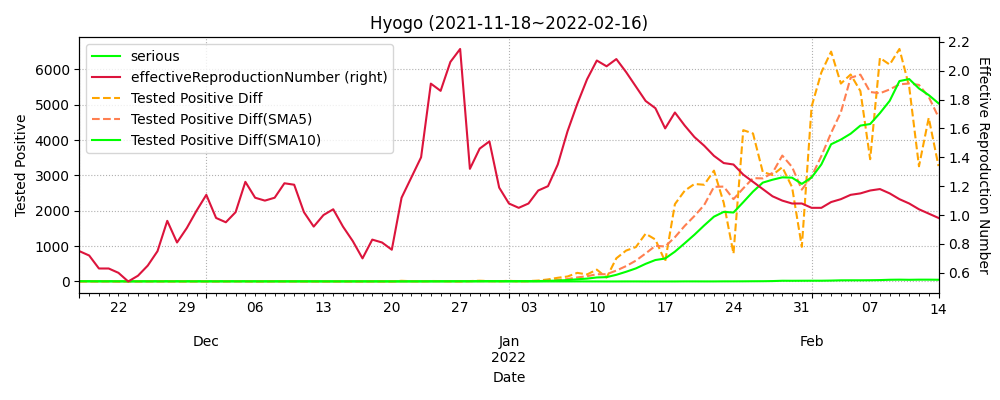 Hyogo (2021-11-18~2022-02-16)
serious
effectiveReproductionNumber (right)
Tested Positive Diff
Tested Positive Diff(SMA5)
Tested Positive Diff(SMA10)
Tested Positive
6000
5000
4000
3000
2000
1000
0
2.2
2.0
1.8
1.6
1.4
1.2
1.0
0.8
0.6
Effective Reproduction Number
22 29 06 13 20 27 03 10 17 24 31 07 14
Dec Jan Feb
2022
Date